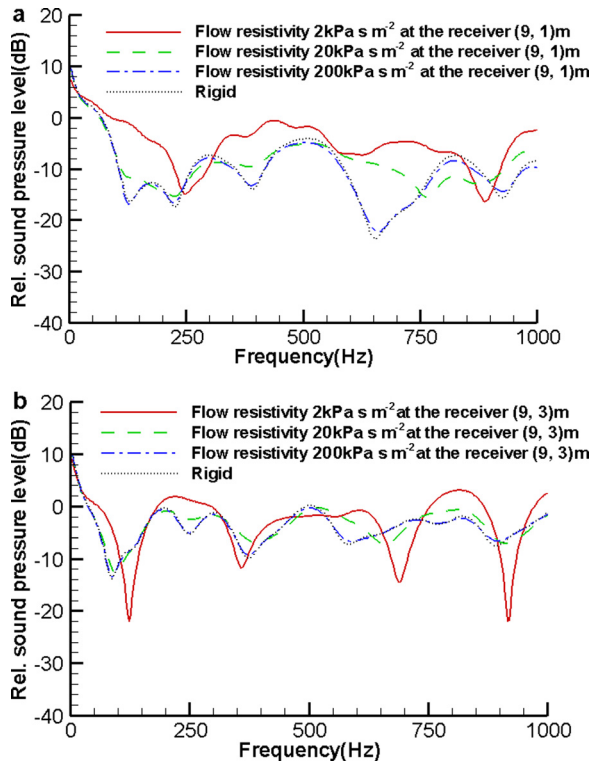 a
Flow resistivity 2kPa s m-2 at the receiver (9, 1)m
Flow resistivity 20kPa s m-2 at the receiver (9, 1)m
Flow resistivity 200kPa s m-2 at the receiver (9, 1)m
Rigid
Rel. sound pressure level(dB)
20
10
0
-10
-20
-30
-40
0
250
500
750
1000
Frequency(Hz)
b
Flow resistivity 2kPa s m-2 at the receiver (9, 3)m
Flow resistivity 20kPa s m-2 at the receiver (9, 3)m
Flow resistivity 200kPa s m-2 at the receiver (9, 3)m
Rigid
Rel. sound pressure level(dB)
20
10
0
-10
-20
-30
-40
0
250
500
750
1000
Frequency(Hz)